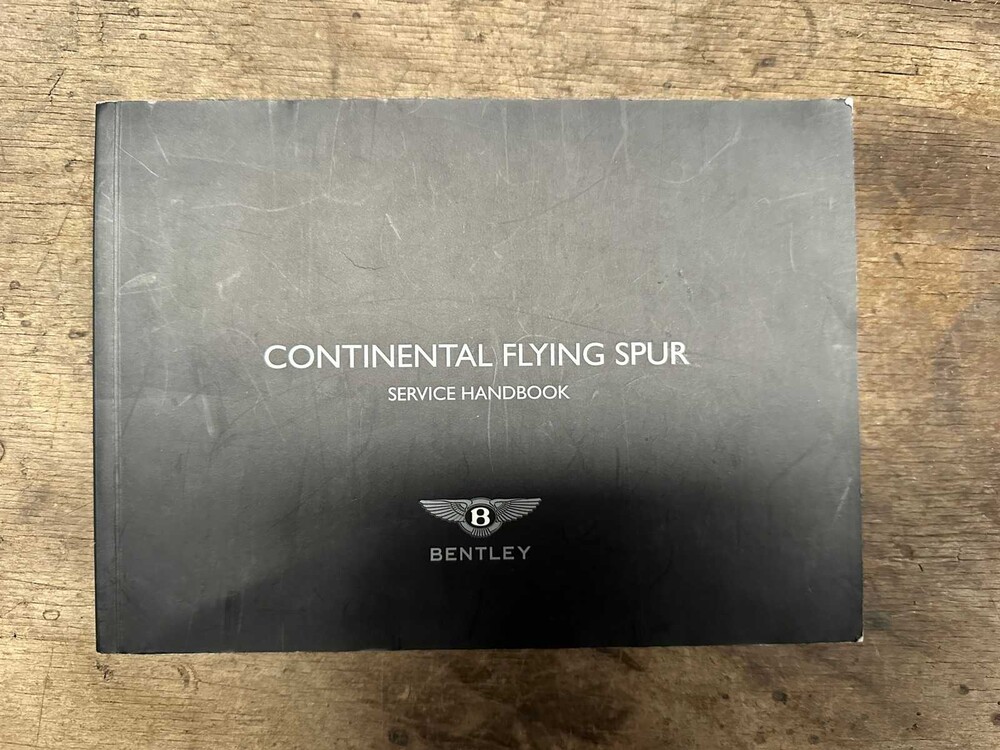 CONTINENTAL FLYING SPUR
SERVICE HANDBOOK
B
BENTLEY